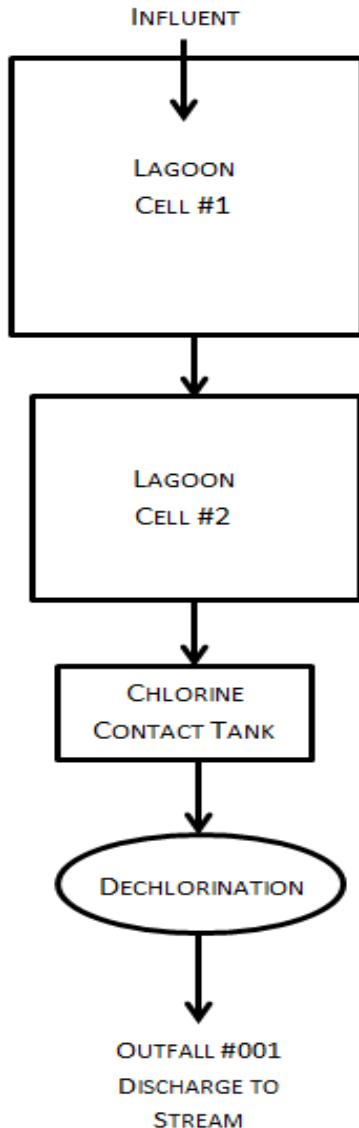 INFLUENT
LAGOON
CELL #1
LAGOON
CELL #2
CHLORINE
CONTACT TANK
DECHLORINATION
OUTFALL #001
DISCHARGE TO
STREAM